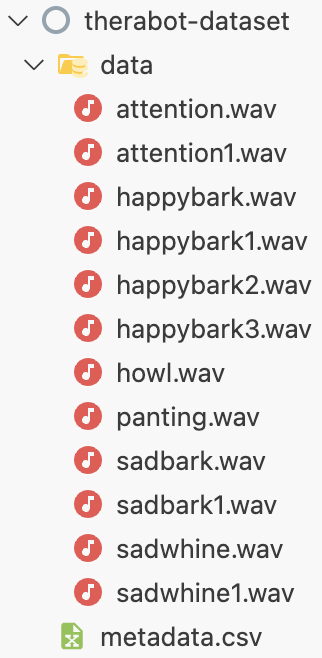 therabot-dataset
data
attention.wav
attention1.wav
happybark.wav
happybark1.wav
happybark2.wav
happybark3.wav
howl.wav
panting.wav
sadbark.wav
sadbark1.wav
sadwhine.wav
sadwhine1.wav
metadata.csv